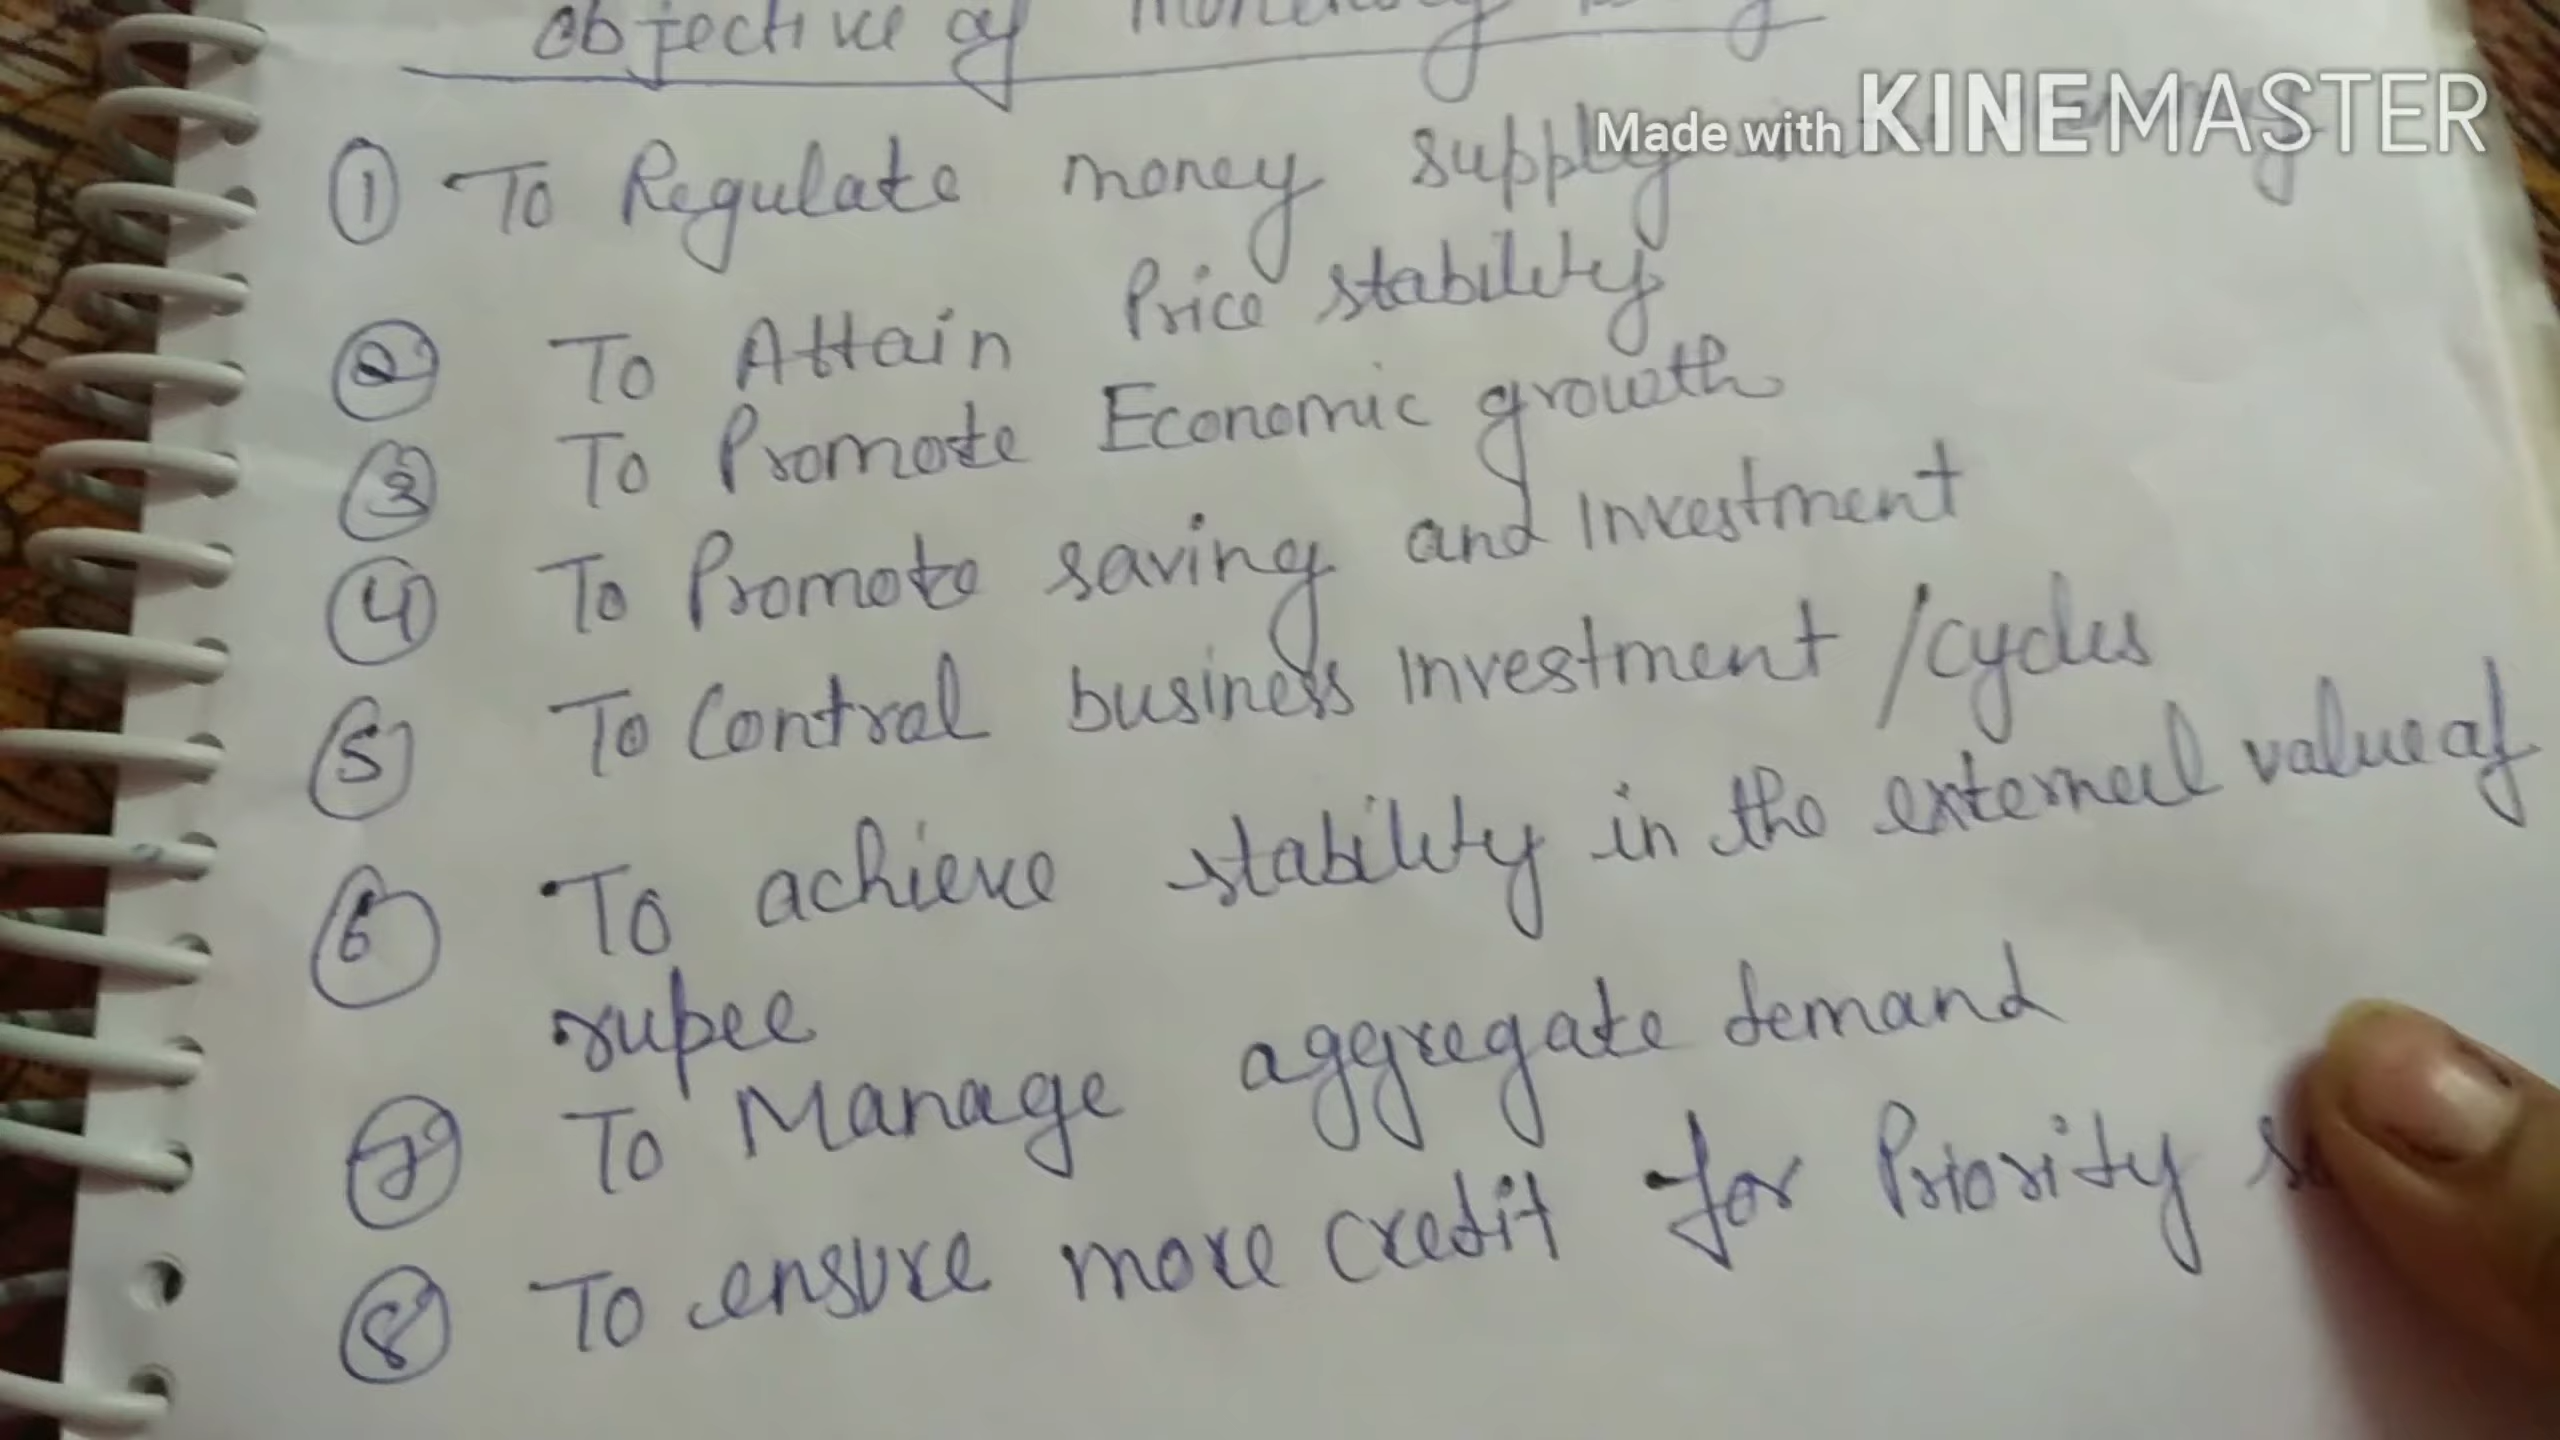 objective of
Made with KINEMASTER
① To Regulate money supply
② To Attain Price stability
③ To Promote Economic growth
④ To Promote saving and Investment
⑤ To Control business Investment / cycles
⑥ To achieve stability in the external value of
rupee
⑦ To Manage aggregate demand
⑧ To ensure more credit for Priority